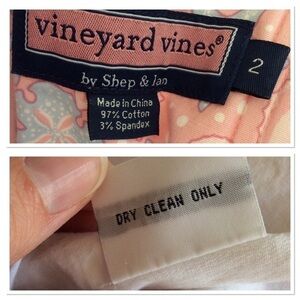 vineyard vines®
by Shep & Ian
2
Made in China
97% Cotton
3% Spandex
DRY CLEAN ONLY